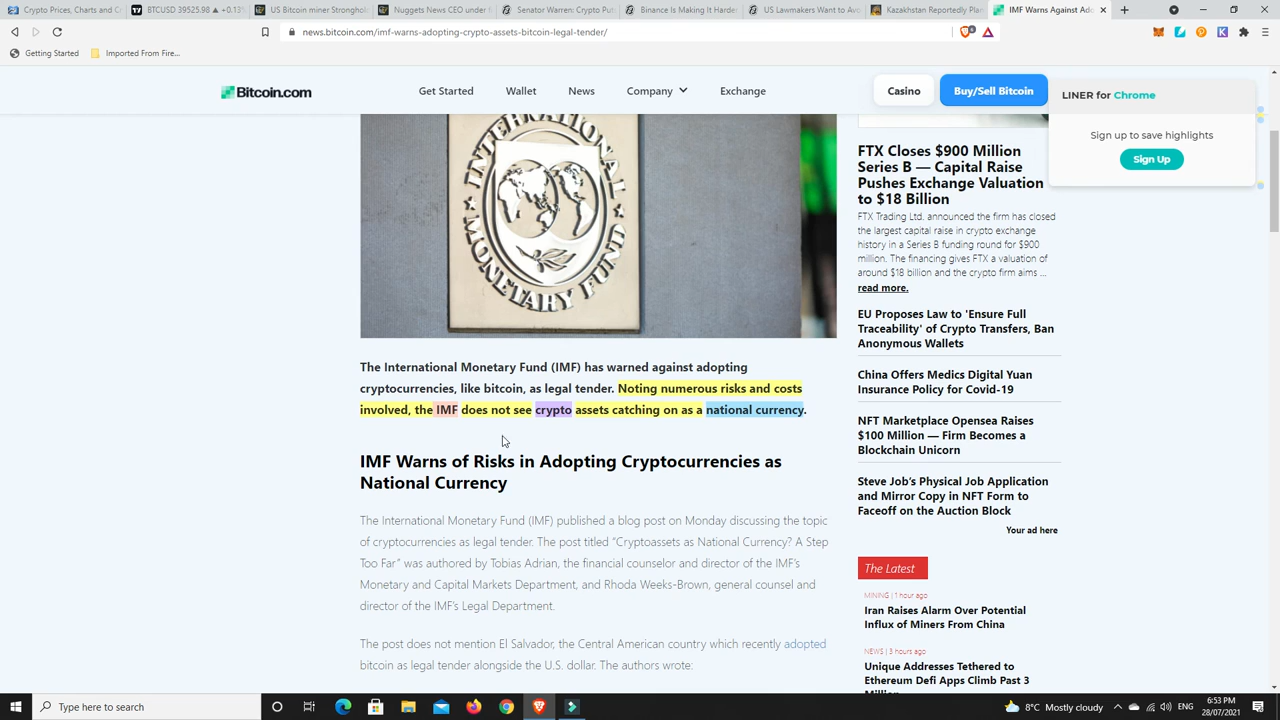 Crypto Prices, Charts and Cr
BTCUSD 39525.98 ▲ +0.13%
US Bitcoin miner Stronghol
Nuggets News CEO under f
Senator Warren: Crypto Put
Binance Is Making It Harder
US Lawmakers Want to Avo
Kazakhstan Reportedly Plan
IMF Warns Against Ado
news.bitcoin.com/imf-warns-adopting-crypto-assets-bitcoin-legal-tender/
Getting Started
Imported From Fire...
Bitcoin.com
Get Started
Wallet
News
Company
Exchange
Casino
Buy/Sell Bitcoin
LINER for Chrome
Sign up to save highlights
Sign Up
INTERNATIONAL
MONETARY FUND
The International Monetary Fund (IMF) has warned against adopting
cryptocurrencies, like bitcoin, as legal tender. Noting numerous risks and costs
involved, the IMF does not see crypto assets catching on as a national currency.
IMF Warns of Risks in Adopting Cryptocurrencies as
National Currency
The International Monetary Fund (IMF) published a blog post on Monday discussing the topic
of cryptocurrencies as legal tender. The post titled “Cryptoassets as National Currency? A Step
Too Far” was authored by Tobias Adrian, the financial counselor and director of the IMF’s
Monetary and Capital Markets Department, and Rhoda Weeks-Brown, general counsel and
director of the IMF’s Legal Department.
The post does not mention El Salvador, the Central American country which recently adopted
bitcoin as legal tender alongside the U.S. dollar. The authors wrote:
FTX Closes $900 Million
Series B — Capital Raise
Pushes Exchange Valuation
to $18 Billion
FTX Trading Ltd. announced the firm has closed
the largest capital raise in crypto exchange
history in a Series B funding round for $900
million. The financing gives FTX a valuation of
around $18 billion and the crypto firm aims ...
read more.
EU Proposes Law to 'Ensure Full
Traceability' of Crypto Transfers, Ban
Anonymous Wallets
China Offers Medics Digital Yuan
Insurance Policy for Covid-19
NFT Marketplace Opensea Raises
$100 Million — Firm Becomes a
Blockchain Unicorn
Steve Job’s Physical Job Application
and Mirror Copy in NFT Form to
Faceoff on the Auction Block
Your ad here
The Latest
MINING | 1 hour ago
Iran Raises Alarm Over Potential
Influx of Miners From China
NEWS | 3 hours ago
Unique Addresses Tethered to
Ethereum Defi Apps Climb Past 3
Million
Type here to search
8°C Mostly cloudy
ENG
6:53 PM
28/07/2021